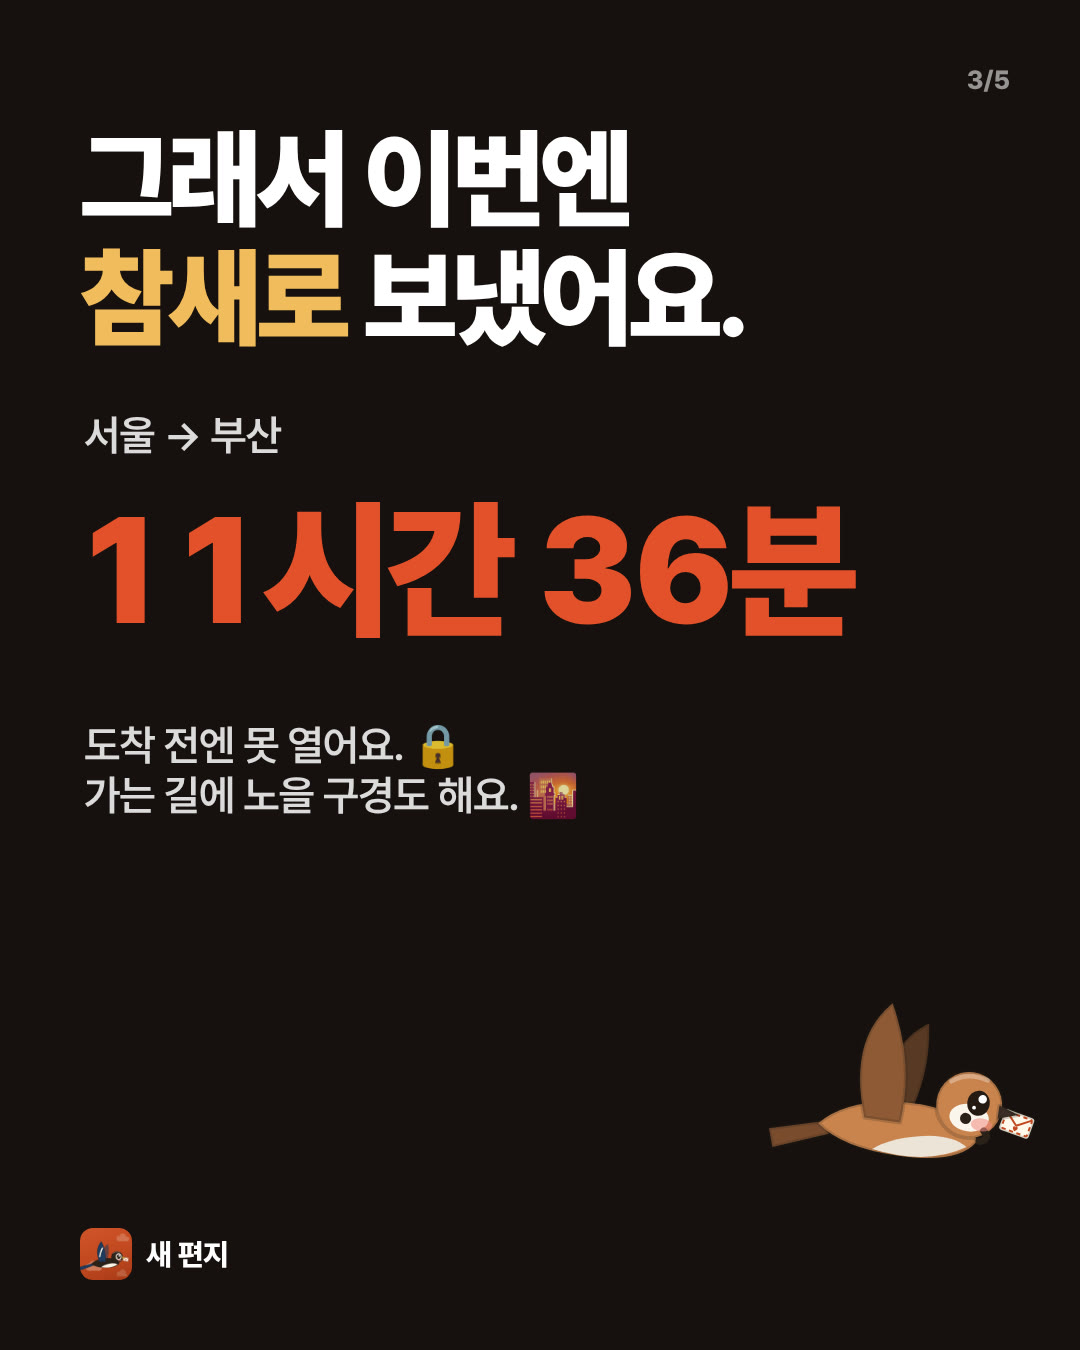 3/5
그래서 이번엔
참새로 보냈어요.
서울 → 부산
11시간 36분
도착 전엔 못 열어요. 🔒
가는 길에 노을 구경도 해요. 🌇
새 편지